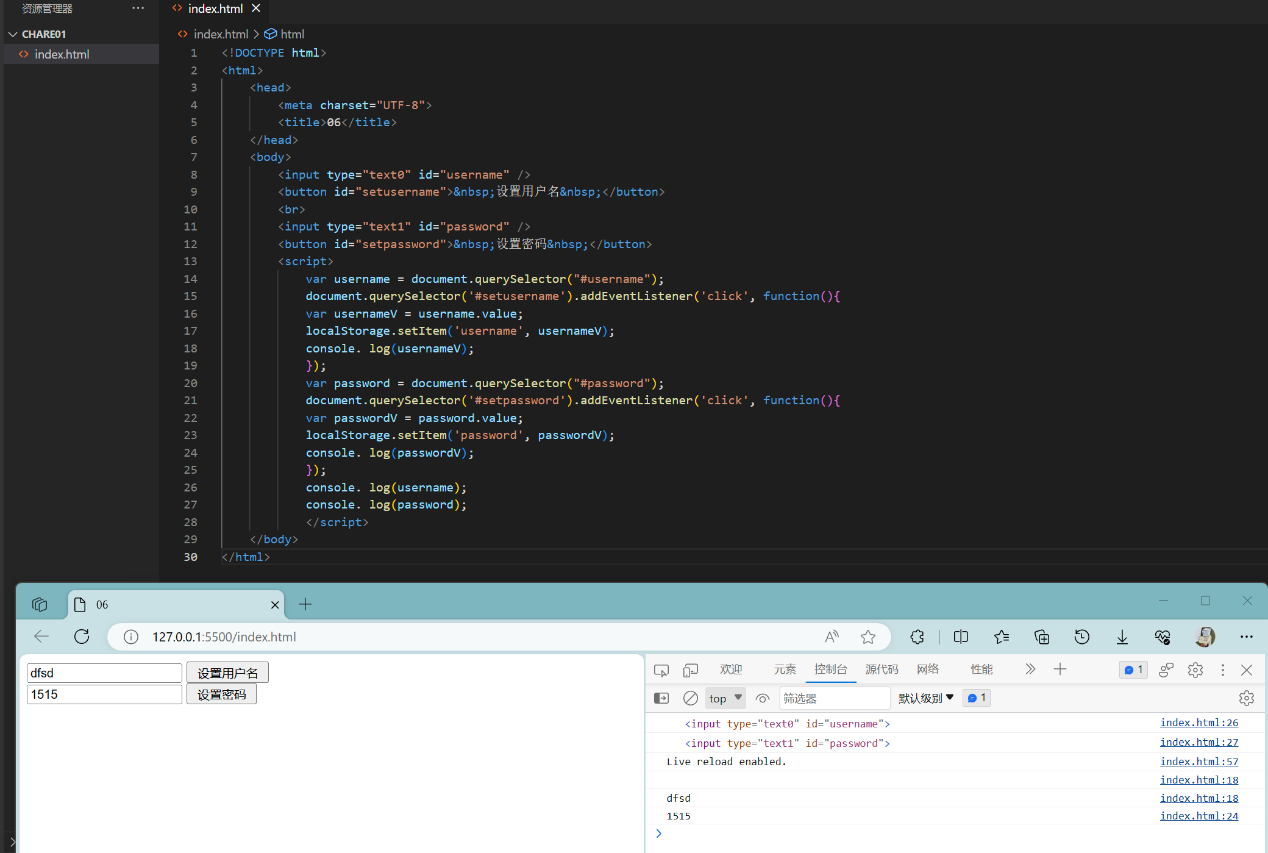 资源管理器
index.html
CHARE01
index.html
index.html > html
1 <!DOCTYPE html>
2 <html>
3 <head>
4 <meta charset="UTF-8">
5 <title>06</title>
6 </head>
7 <body>
8 <input type="text0" id="username" />
9 <button id="setusername">&nbsp;设置用户名&nbsp;</button>
10 <br>
11 <input type="text1" id="password" />
12 <button id="setpassword">&nbsp;设置密码&nbsp;</button>
13 <script>
14 var username = document.querySelector("#username");
15 document.querySelector('#setusername').addEventListener('click', function(){
16 var usernameV = username.value;
17 localStorage.setItem('username', usernameV);
18 console. log(usernameV);
19 });
20 var password = document.querySelector("#password");
21 document.querySelector('#setpassword').addEventListener('click', function(){
22 var passwordV = password.value;
23 localStorage.setItem('password', passwordV);
24 console. log(passwordV);
25 });
26 console. log(username);
27 console. log(password);
28 </script>
29 </body>
30 </html>
06
127.0.0.1:5500/index.html
dfsd 设置用户名
1515 设置密码
欢迎 元素 控制台 源代码 网络 性能 1
top 筛选器 默认级别 1
<input type="text0" id="username"> index.html:26
<input type="text1" id="password"> index.html:27
Live reload enabled. index.html:57
index.html:18
dfsd index.html:18
1515 index.html:24